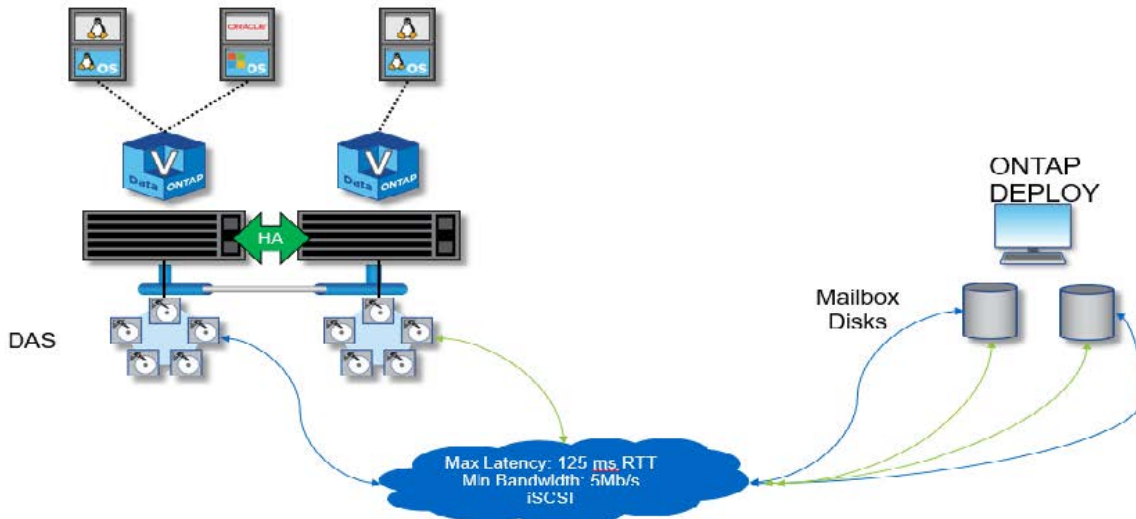 ORACLE
OS
OS
OS
V
Data ONTAP
V
Data ONTAP
HA
DAS
ONTAP
DEPLOY
Mailbox
Disks
Max Latency: 125 ms RTT
Min Bandwidth: 5Mb/s
iSCSI